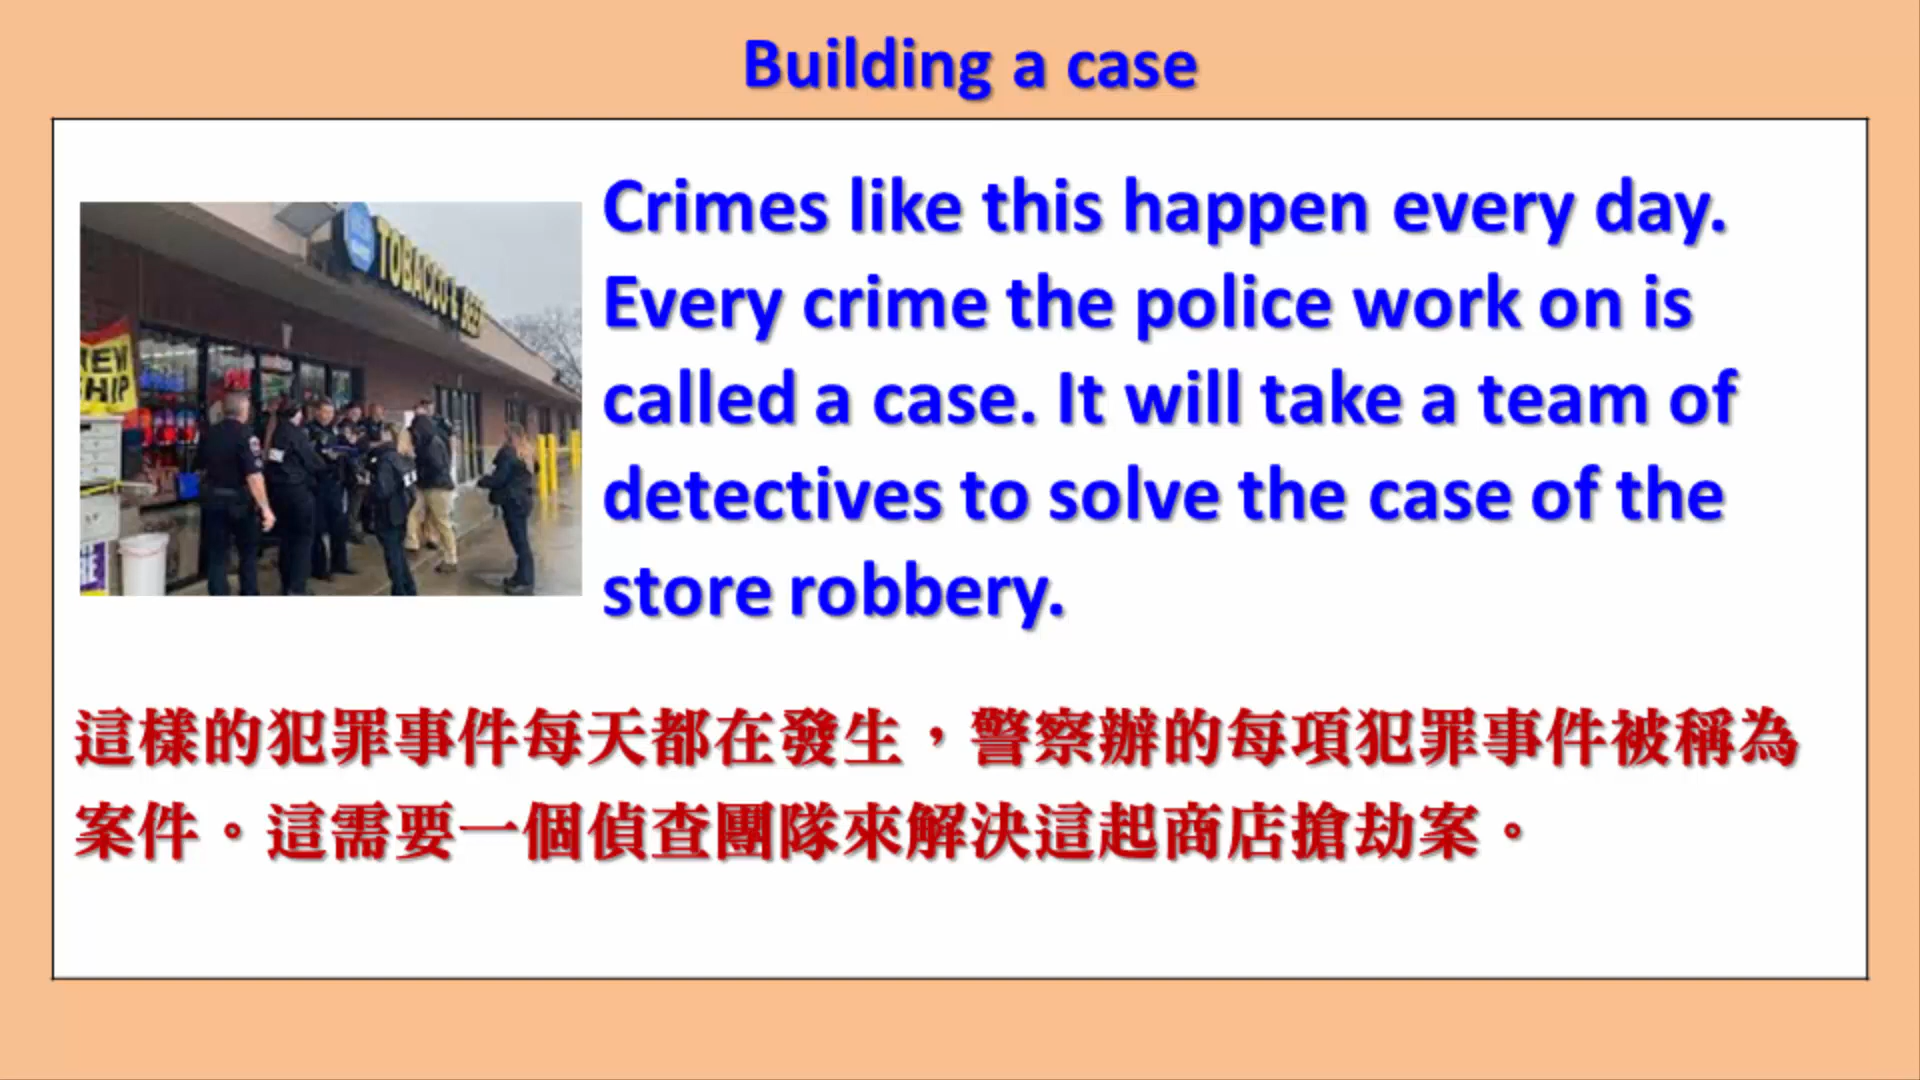 Building a case
TOBACCO & BEER
NEW
SHIP
Crimes like this happen every day.
Every crime the police work on is
called a case. It will take a team of
detectives to solve the case of the
store robbery.
這樣的犯罪事件每天都在發生，警察辦的每項犯罪事件被稱為
案件。這需要一個偵查團隊來解決這起商店搶劫案。